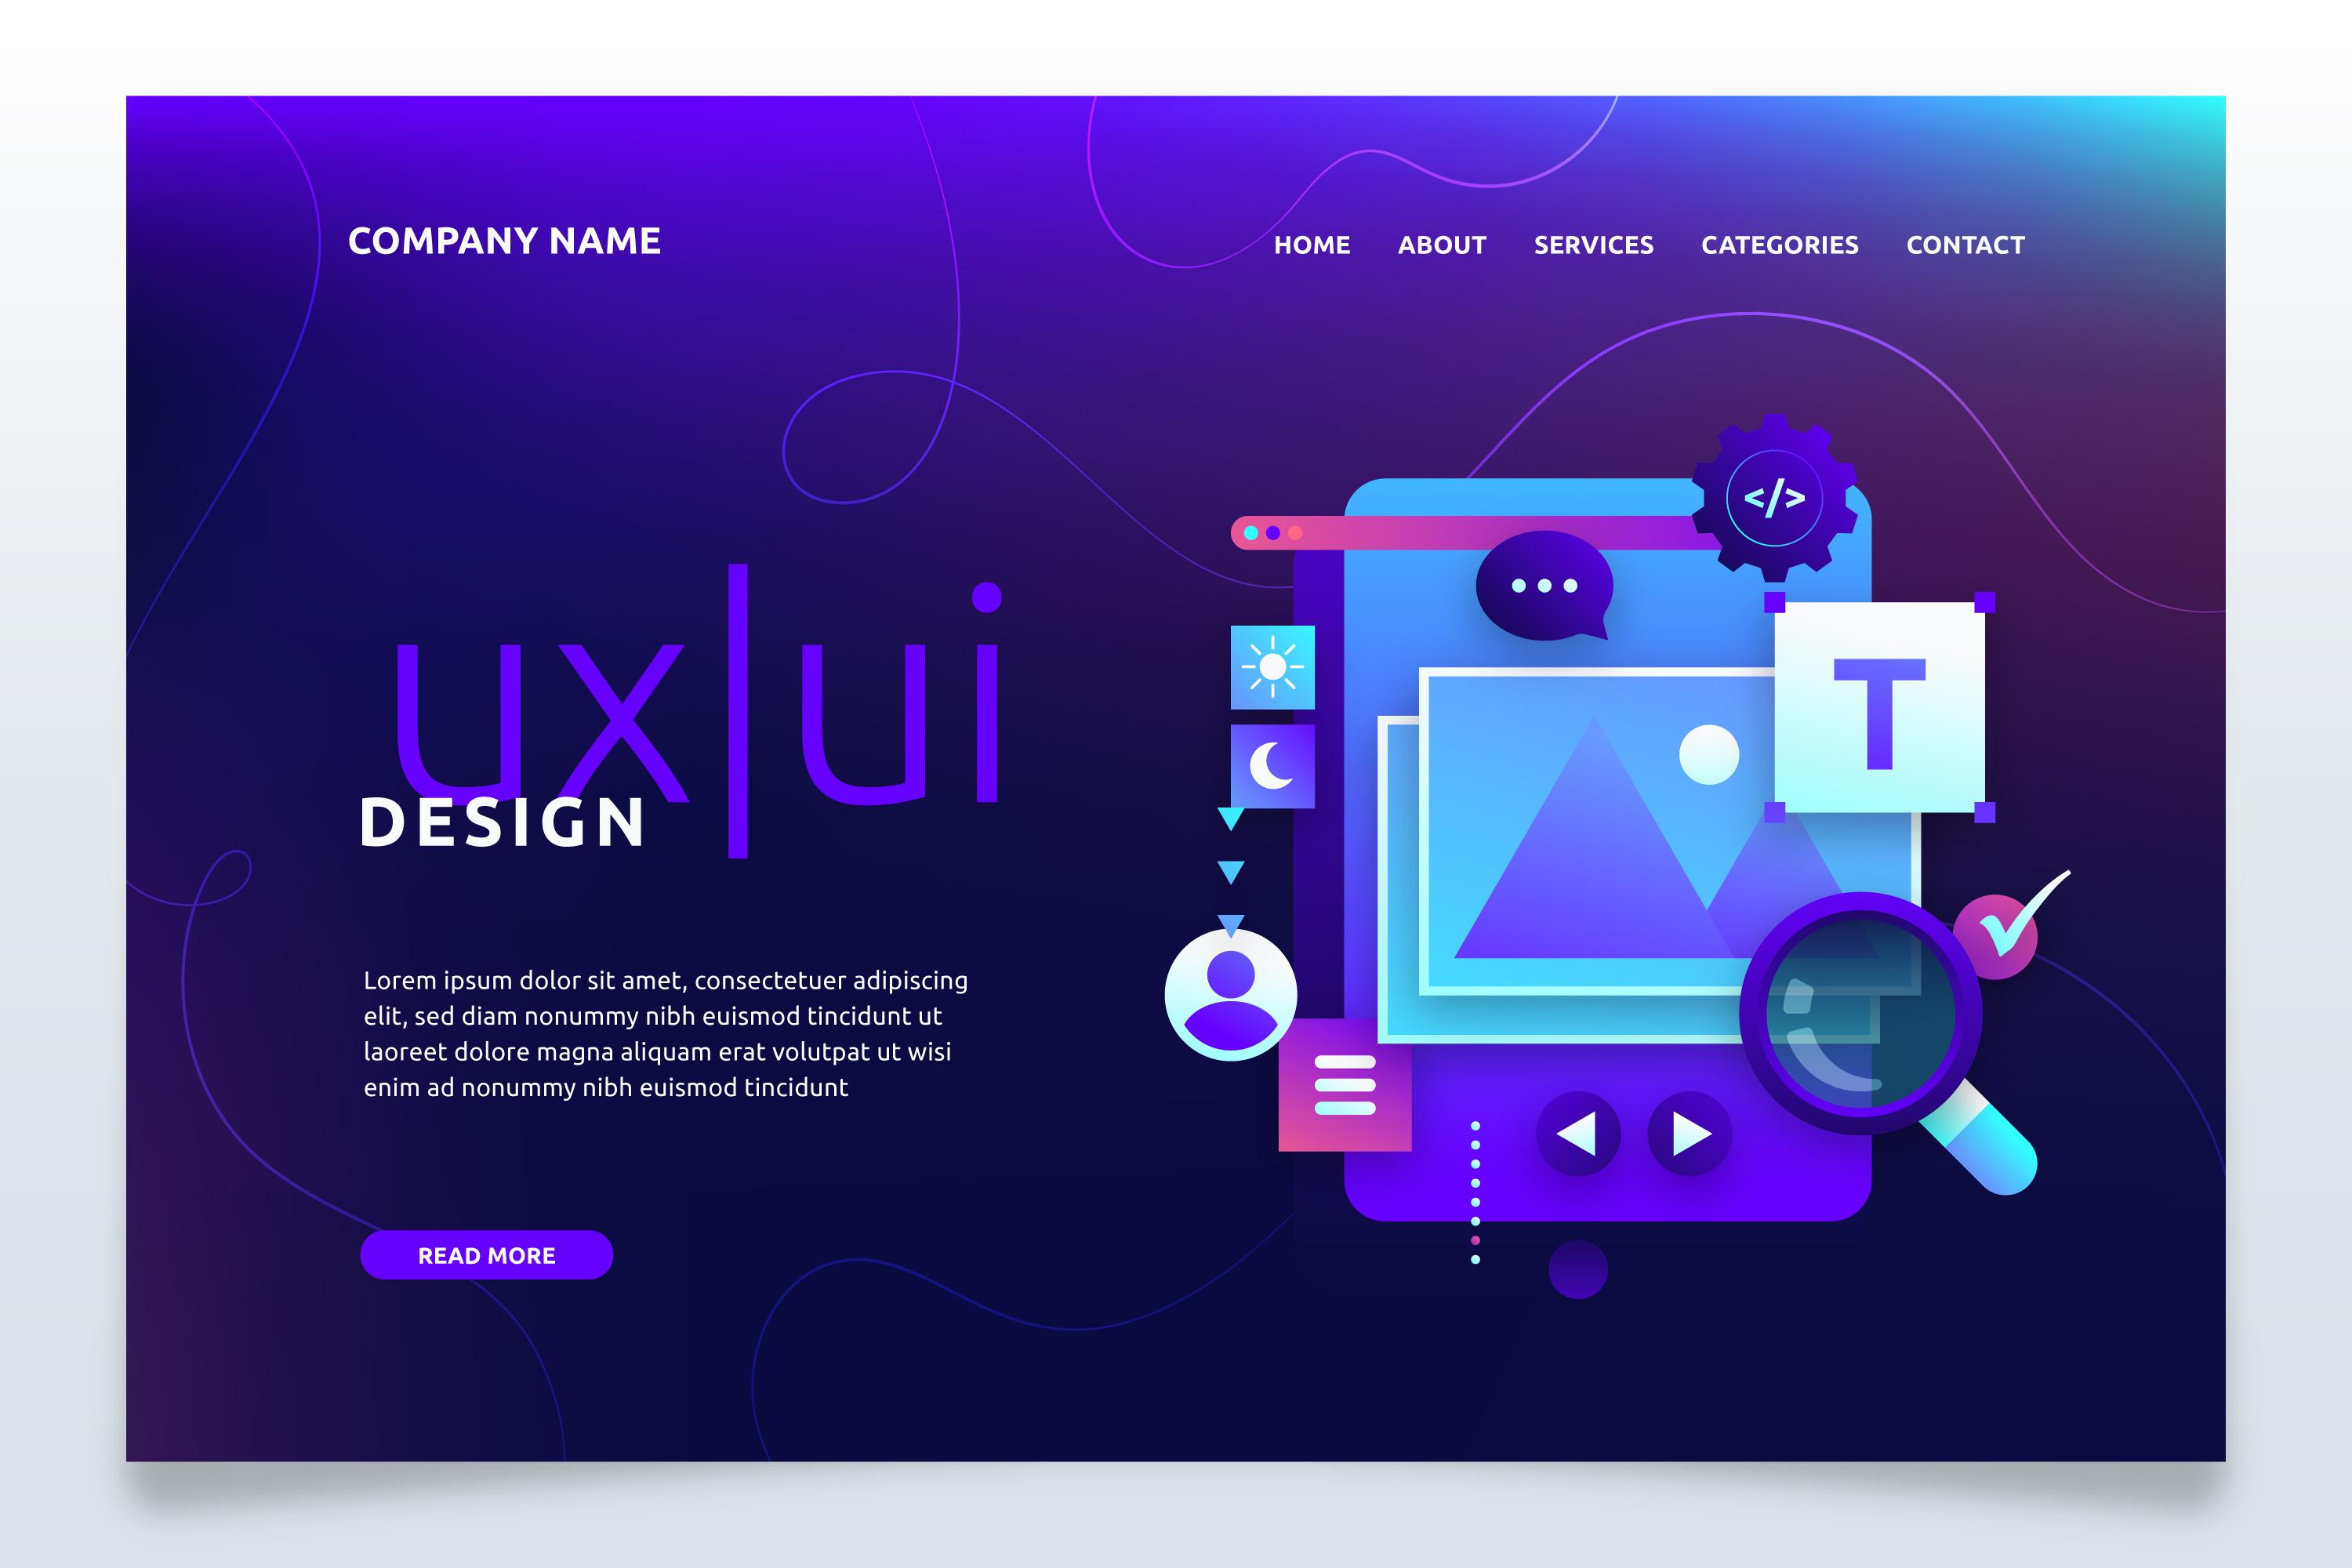 COMPANY NAME
HOME ABOUT SERVICES CATEGORIES CONTACT
ux|ui
DESIGN
Lorem ipsum dolor sit amet, consectetuer adipiscing
elit, sed diam nonummy nibh euismod tincidunt ut
laoreet dolore magna aliquam erat volutpat ut wisi
enim ad nonummy nibh euismod tincidunt
READ MORE
</>
T